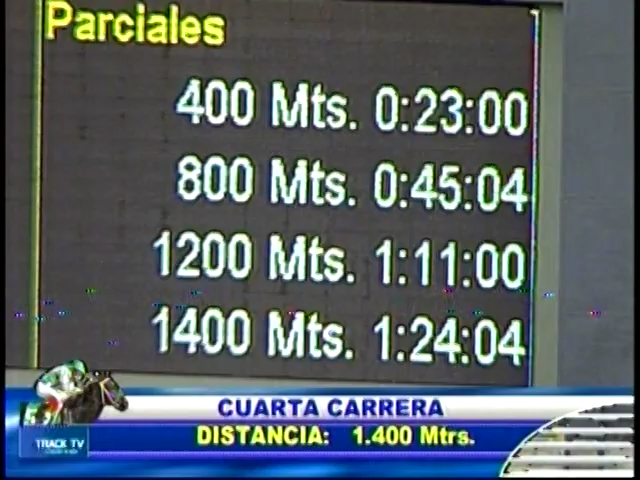 Parciales
400 Mts. 0:23:00
800 Mts. 0:45:04
1200 Mts. 1:11:00
1400 Mts. 1:24:04
CUARTA CARRERA
TRACK TV
DISTANCIA: 1.400 Mtrs.